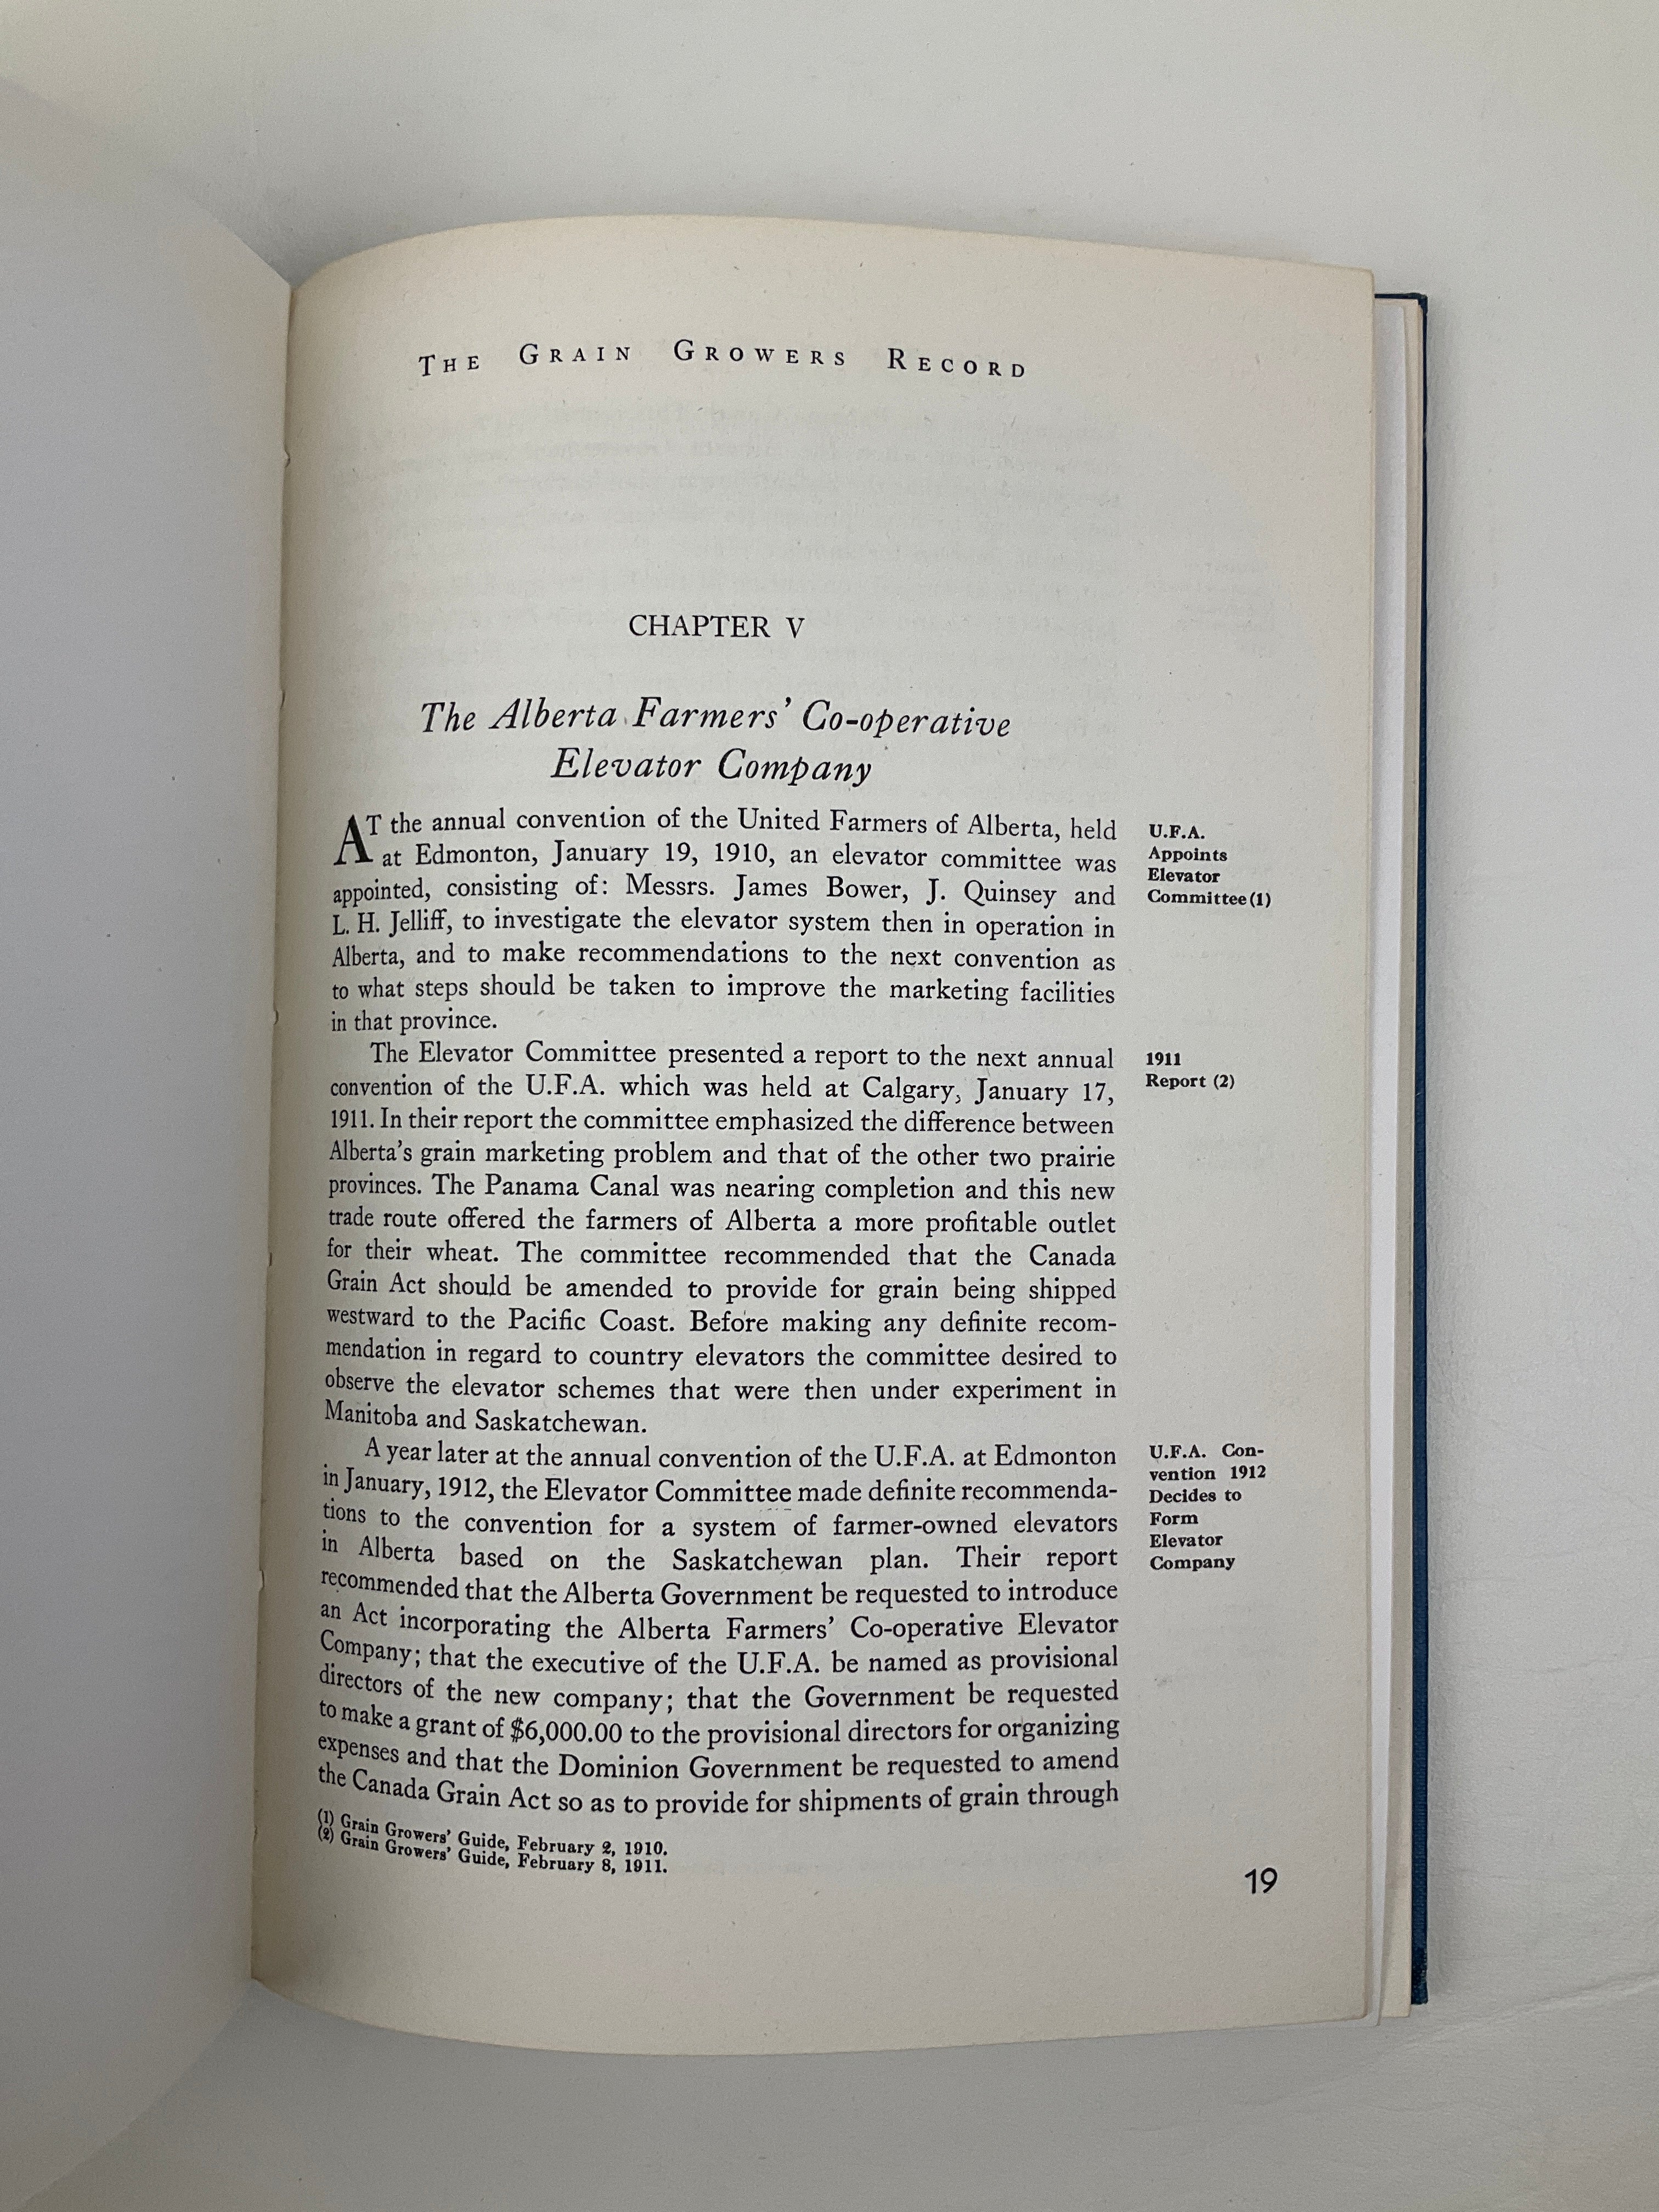 THE GRAIN GROWERS RECORD
CHAPTER V
The Alberta Farmers' Co-operative
Elevator Company
AT the annual convention of the United Farmers of Alberta, held
at Edmonton, January 19, 1910, an elevator committee was
appointed, consisting of: Messrs. James Bower, J. Quinsey and
L. H. Jelliff, to investigate the elevator system then in operation in
Alberta, and to make recommendations to the next convention as
to what steps should be taken to improve the marketing facilities
in that province.
U.F.A.
Appoints
Elevator
Committee (1)
The Elevator Committee presented a report to the next annual
convention of the U.F.A. which was held at Calgary, January 17,
1911. In their report the committee emphasized the difference between
Alberta's grain marketing problem and that of the other two prairie
provinces. The Panama Canal was nearing completion and this new
trade route offered the farmers of Alberta a more profitable outlet
for their wheat. The committee recommended that the Canada
Grain Act should be amended to provide for grain being shipped
westward to the Pacific Coast. Before making any definite recom-
mendation in regard to country elevators the committee desired to
observe the elevator schemes that were then under experiment in
Manitoba and Saskatchewan.
1911
Report (2)
A year later at the annual convention of the U.F.A. at Edmonton
in January, 1912, the Elevator Committee made definite recommenda-
tions to the convention for a system of farmer-owned elevators
in Alberta based on the Saskatchewan plan. Their report
recommended that the Alberta Government be requested to introduce
an Act incorporating the Alberta Farmers' Co-operative Elevator
Company; that the executive of the U.F.A. be named as provisional
directors of the new company; that the Government be requested
to make a grant of $6,000.00 to the provisional directors for organizing
expenses and that the Dominion Government be requested to amend
the Canada Grain Act so as to provide for shipments of grain through
U.F.A. Con-
vention 1912
Decides to
Form
Elevator
Company
(1) Grain Growers' Guide, February 2, 1910.
(2) Grain Growers' Guide, February 8, 1911.
19